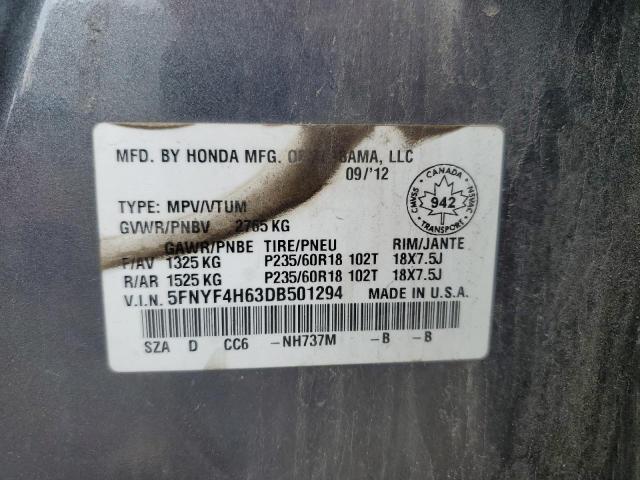 MFD. BY HONDA MFG. OF ALABAMA, LLC
09/'12
TYPE: MPV/VTUM
GVWR/PNBV 2765 KG
GAWR/PNBE TIRE/PNEU RIM/JANTE
F/AV 1325 KG P235/60R18 102T 18X7.5J
R/AR 1525 KG P235/60R18 102T 18X7.5J
V.I.N. 5FNYF4H63DB501294 MADE IN U.S.A.
SZA D CC6 -NH737M -B -B
CANADA
CMVSS 942 NSVAC
TRANSPORT